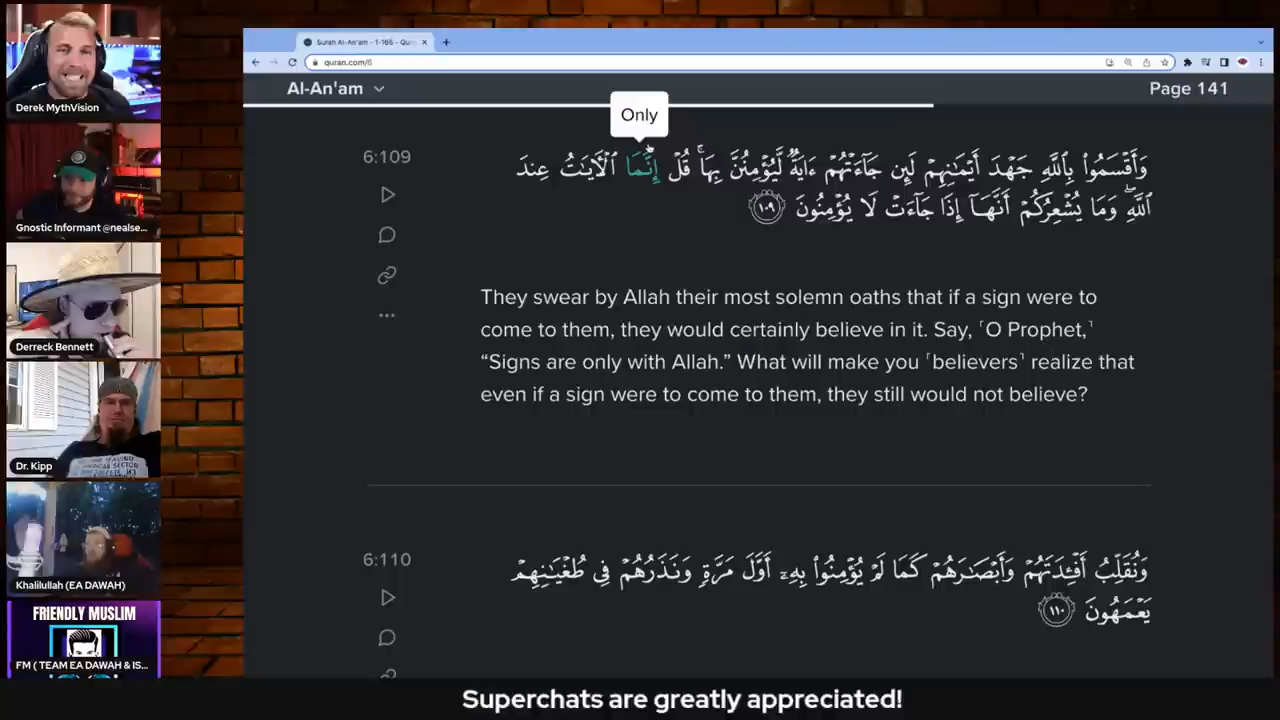 Derek MythVision
Gnostic Informant @nealse...
Derreck Bennett
Dr. Kipp
Khalilullah (EA DAWAH)
FRIENDLY MUSLIM
FM ( TEAM EA DAWAH & IS...
Surah Al-An'am - 1-165 - Qur
quran.com/6
Al-An'am
Page 141
Only
6:109
وَأَقْسَمُوا۟ بِٱللَّهِ جَهْدَ أَيْمَـٰنِهِمْ لَئِن جَآءَتْهُمْ ءَايَةٌ لَّيُؤْمِنُنَّ بِهَا ۚ قُلْ إِنَّمَا ٱلْـَٔايَـٰتُ عِندَ
ٱللَّهِ ۖ وَمَا يُشْعِرُكُمْ أَنَّهَآ إِذَا جَآءَتْ لَا يُؤْمِنُونَ ١٠٩
They swear by Allah their most solemn oaths that if a sign were to
come to them, they would certainly believe in it. Say, ˹O Prophet,˺
“Signs are only with Allah.” What will make you ˹believers˺ realize that
even if a sign were to come to them, they still would not believe?
6:110
وَنُقَلِّبُ أَفْـِٔدَتَهُمْ وَأَبْصَـٰرَهُمْ كَمَا لَمْ يُؤْمِنُوا۟ بِهِۦٓ أَوَّلَ مَرَّةٍ وَنَذَرُهُمْ فِى طُغْيَـٰنِهِمْ
يَعْمَهُونَ ١١٠
Superchats are greatly appreciated!